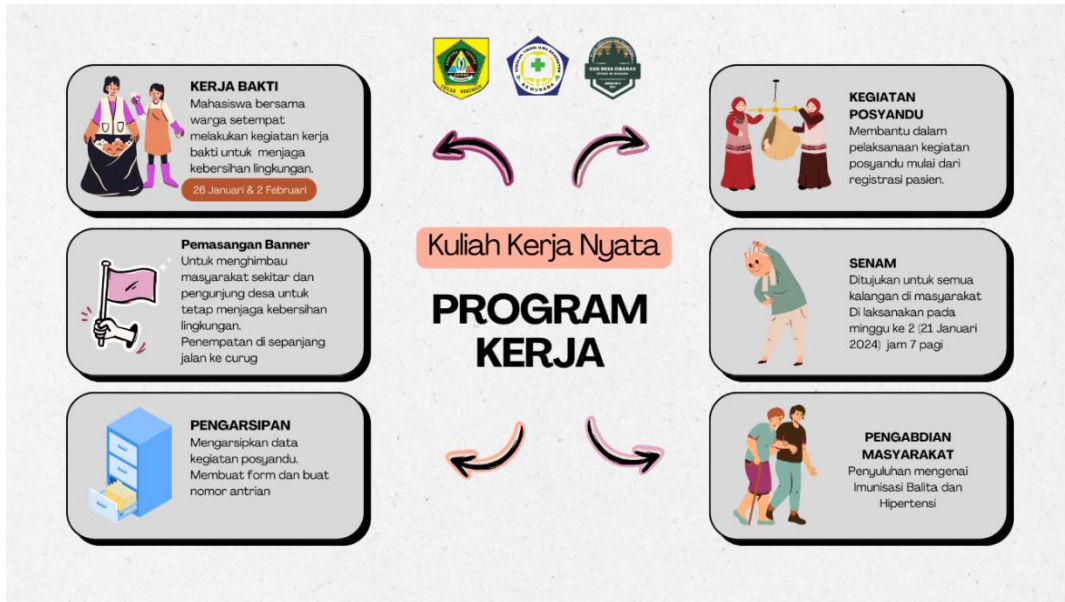 KERJA BAKTI
Mahasiswa bersama
warga setempat
melakukan kegiatan kerja
bakti untuk menjaga
kebersihan lingkungan.
26 Januari & 2 Februari
Pemasangan Banner
Untuk menghimbau
masyarakat sekitar dan
pengunjung desa untuk
tetap menjaga kebersihan
lingkungan.
Penempatan di sepanjang
jalan ke curug
PENGARSIPAN
Mengarsipkan data
kegiatan posyandu.
Membuat form dan buat
nomor antrian
Kuliah Kerja Nyata
PROGRAM
KERJA
KEGIATAN
POSYANDU
Membantu dalam
pelaksanaan kegiatan
posyandu mulai dari
registrasi pasien.
SENAM
Ditujukan untuk semua
kalangan di masyarakat
Di laksanakan pada
minggu ke 2 (21 Januari
2024) jam 7 pagi
PENGABDIAN
MASYARAKAT
Penyuluhan mengenai
Imunisasi Balita dan
Hipertensi